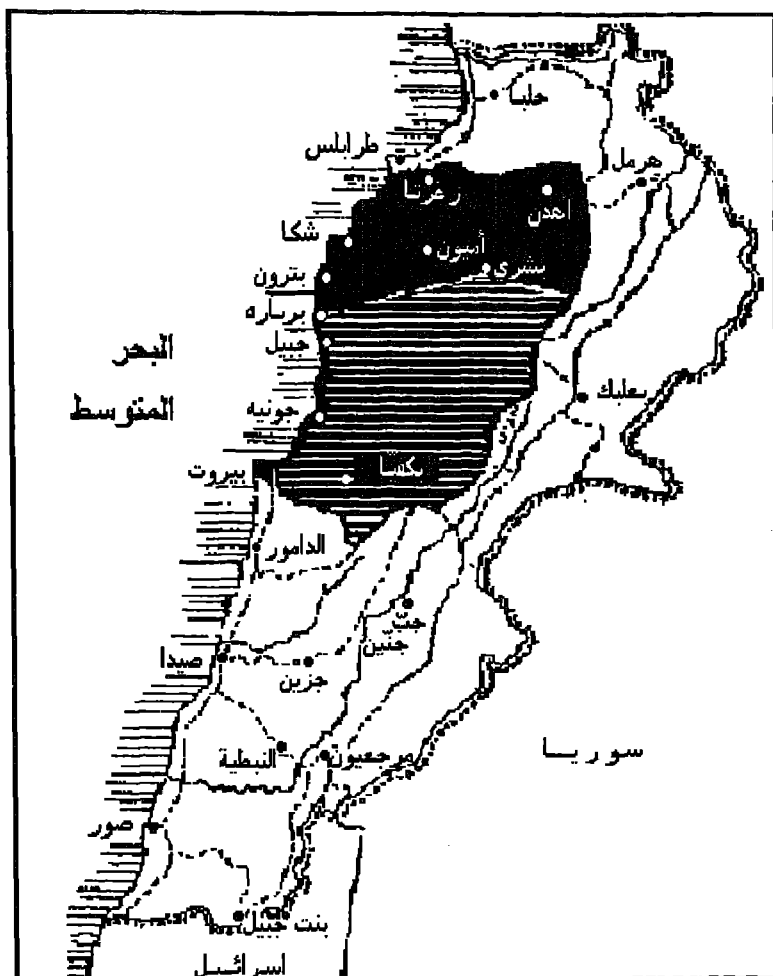 حلبا
طرابلس
هرمل
زغرتا
اهدن
شكا
أميون
بشري
بترون
بربارة
جبيل
البحر
المتوسط
بعلبك
جونيه
بكفيا
بيروت
الدامور
جب
جنين
صيدا
جزين
النبطية
مرجعيون
سوريا
صور
بنت جبيل
اسرائيل